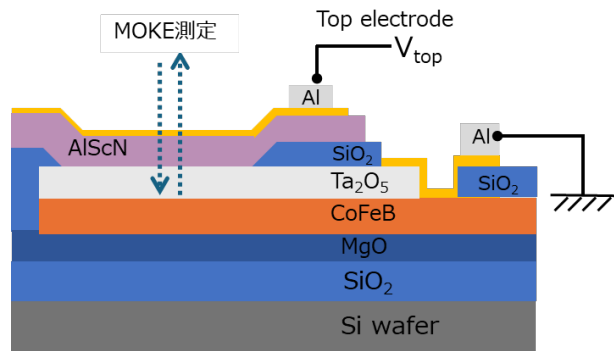 MOKE測定
Top electrode
V_top
Al
Al
AlScN
SiO₂
SiO₂
Ta₂O₅
CoFeB
MgO
SiO₂
Si wafer